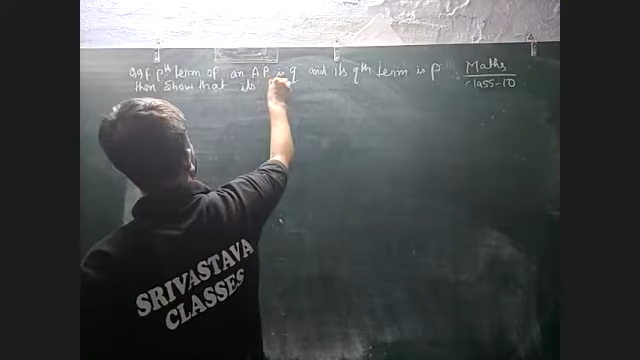 If pth term of an AP is q and its qth term is p
then show that its
Maths
Class-10
SRIVASTAVA
CLASSES